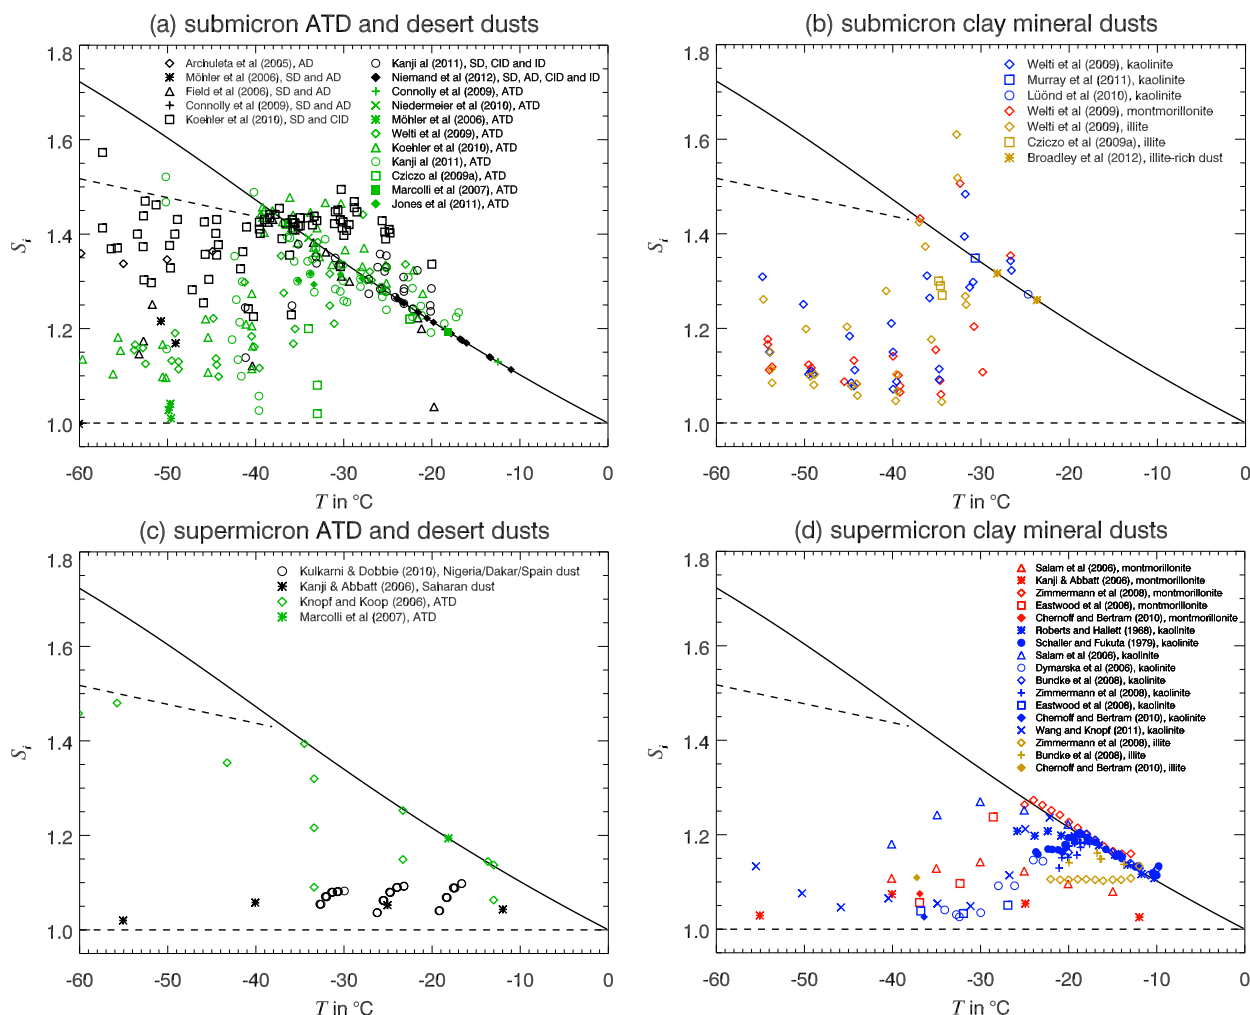 (a) submicron ATD and desert dusts
1.8
1.6
1.4
1.2
1.0
Si
Archuleta et al (2005), AD
Möhler et al (2006), SD and AD
Field et al (2006), SD and AD
Connolly et al (2009), SD and AD
Koehler et al (2010), SD and CID
Kanji al (2011), SD, CID and ID
Niemand et al (2012), SD, AD, CID and ID
Connolly et al (2009), ATD
Niedermeier et al (2010), ATD
Möhler et al (2006), ATD
Welti et al (2009), ATD
Koehler et al (2010), ATD
Kanji al (2011), ATD
Cziczo al (2009a), ATD
Marcolli et al (2007), ATD
Jones et al (2011), ATD
-60 -50 -40 -30 -20 -10 0
T in °C
(b) submicron clay mineral dusts
1.8
1.6
1.4
1.2
1.0
Si
Welti et al (2009), kaolinite
Murray et al (2011), kaolinite
Lüönd et al (2010), kaolinite
Welti et al (2009), montmorillonite
Welti et al (2009), illite
Cziczo et al (2009a), illite
Broadley et al (2012), illite-rich dust
-60 -50 -40 -30 -20 -10 0
T in °C
(c) supermicron ATD and desert dusts
1.8
1.6
1.4
1.2
1.0
Si
Kulkarni & Dobbie (2010), Nigeria/Dakar/Spain dust
Kanji & Abbatt (2006), Saharan dust
Knopf and Koop (2006), ATD
Marcolli et al (2007), ATD
-60 -50 -40 -30 -20 -10 0
T in °C
(d) supermicron clay mineral dusts
1.8
1.6
1.4
1.2
1.0
Si
Salam et al (2006), montmorillonite
Kanji & Abbatt (2006), montmorillonite
Zimmermann et al (2008), montmorillonite
Eastwood et al (2008), montmorillonite
Chernoff and Bertram (2010), montmorillonite
Roberts and Hallett (1968), kaolinite
Schaller and Fukuta (1979), kaolinite
Salam et al (2006), kaolinite
Dymarska et al (2006), kaolinite
Bundke et al (2008), kaolinite
Zimmermann et al (2008), kaolinite
Eastwood et al (2008), kaolinite
Chernoff and Bertram (2010), kaolinite
Wang and Knopf (2011), kaolinite
Zimmermann et al (2008), illite
Bundke et al (2008), illite
Chernoff and Bertram (2010), illite
-60 -50 -40 -30 -20 -10 0
T in °C